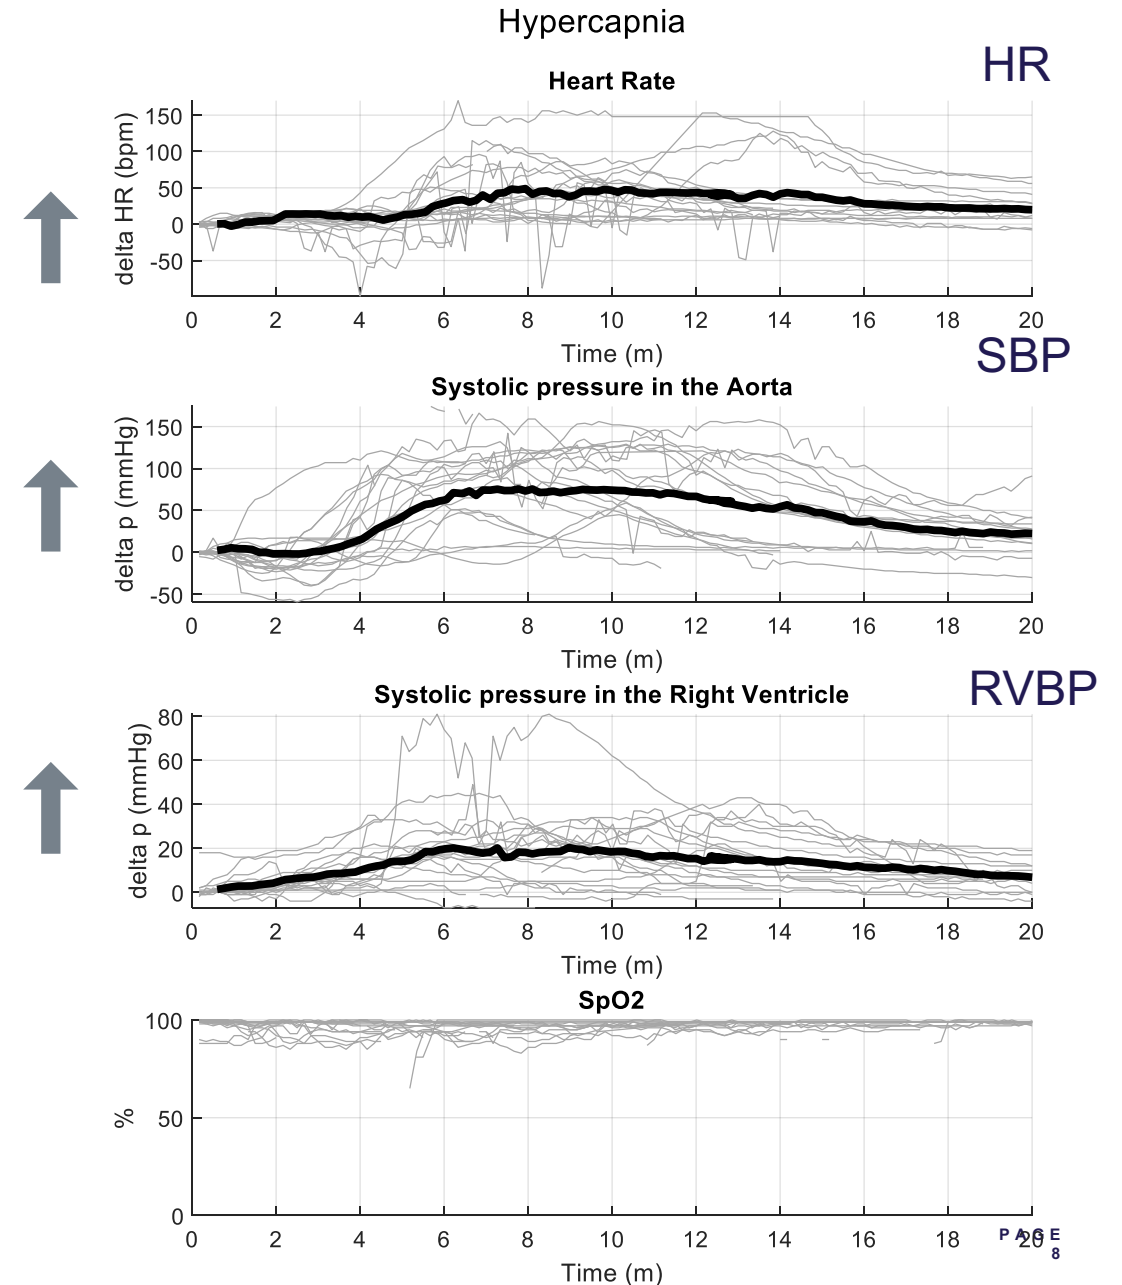 Hypercapnia
HR
Heart Rate
delta HR (bpm)
150
100
50
0
-50
0 2 4 6 8 10 12 14 16 18 20
Time (m)
SBP
Systolic pressure in the Aorta
delta p (mmHg)
150
100
50
0
-50
0 2 4 6 8 10 12 14 16 18 20
Time (m)
RVBP
Systolic pressure in the Right Ventricle
delta p (mmHg)
80
60
40
20
0
0 2 4 6 8 10 12 14 16 18 20
Time (m)
SpO2
%
100
50
0
0 2 4 6 8 10 12 14 16 18 20
PAGE
8
Time (m)